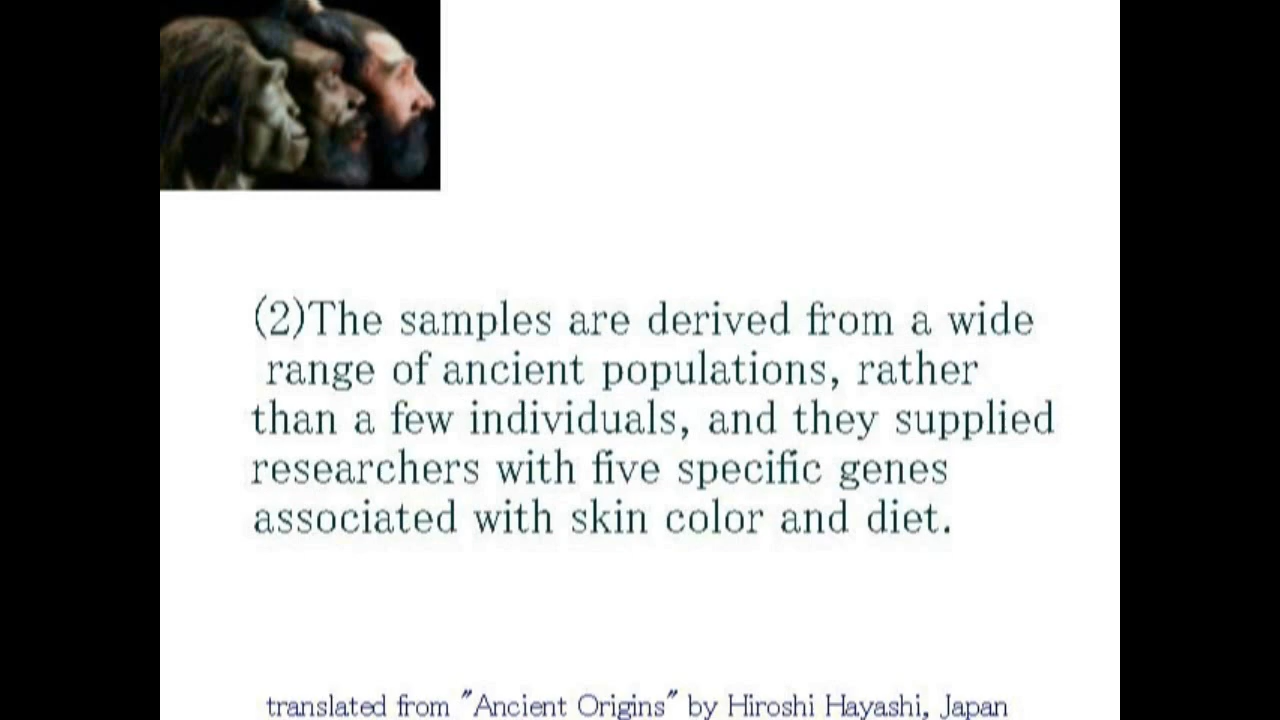 (2)The samples are derived from a wide
range of ancient populations, rather
than a few individuals, and they supplied
researchers with five specific genes
associated with skin color and diet.
translated from "Ancient Origins" by Hiroshi Hayashi, Japan